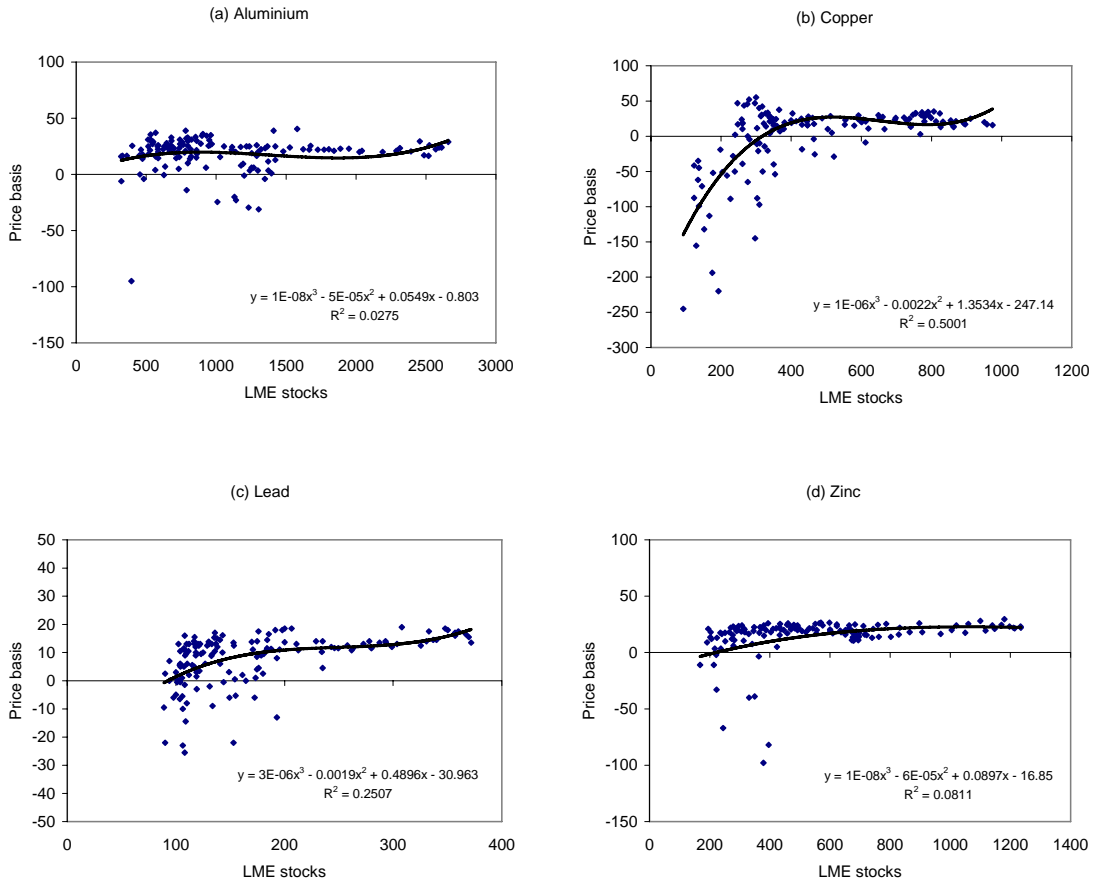 (a) Aluminium
100
50
0
-50
-100
-150
500 1000 1500 2000 2500 3000
Price basis
LME stocks
y = 1E-08x³ - 5E-05x² + 0.0549x - 0.803
R² = 0.0275
(b) Copper
100
50
0
-50
-100
-150
-200
-250
-300
0 200 400 600 800 1000 1200
Price basis
LME stocks
y = 1E-06x³ - 0.0022x² + 1.3534x - 247.14
R² = 0.5001
(c) Lead
50
40
30
20
10
0
-10
-20
-30
-40
-50
0 100 200 300 400
Price basis
LME stocks
y = 3E-06x³ - 0.0019x² + 0.4896x - 30.963
R² = 0.2507
(d) Zinc
100
50
0
-50
-100
-150
0 200 400 600 800 1000 1200 1400
Price basis
LME stocks
y = 1E-08x³ - 6E-05x² + 0.0897x - 16.85
R² = 0.0811